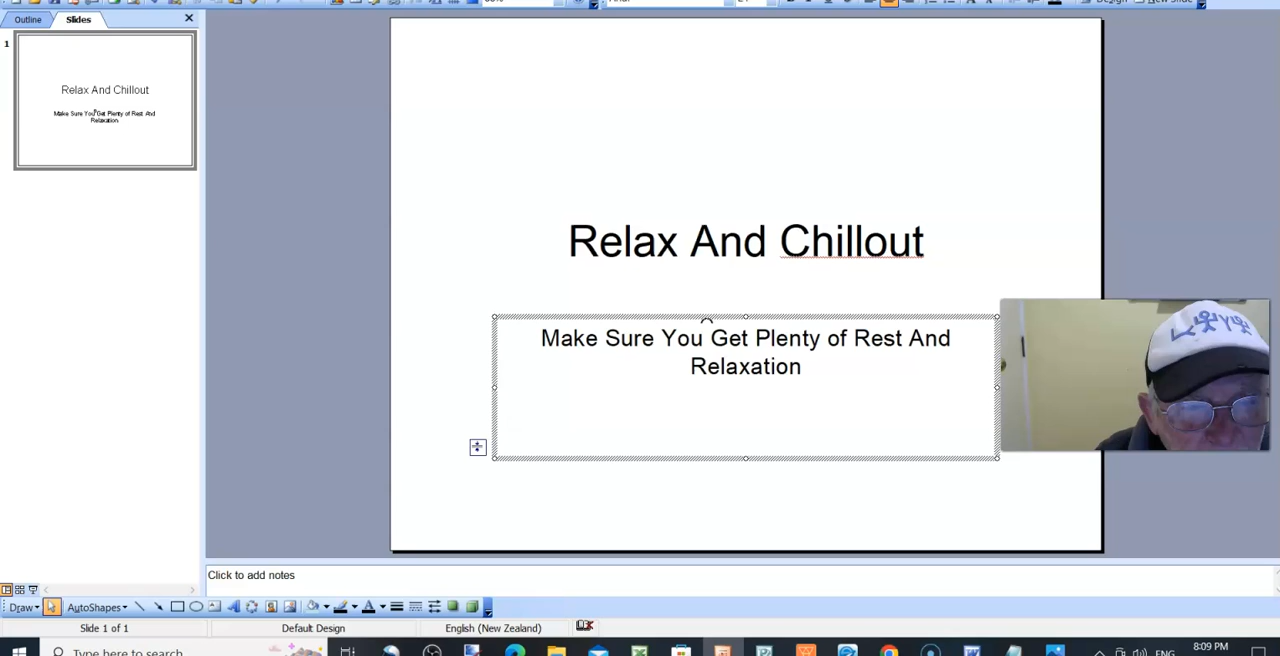 Outline
Slides
1
Relax And Chillout
Make Sure You Get Plenty of Rest And
Relaxation
Relax And Chillout
Make Sure You Get Plenty of Rest And
Relaxation
Click to add notes
Draw
AutoShapes
A
Slide 1 of 1
Default Design
English (New Zealand)
Type here to search
ENG
8:09 PM